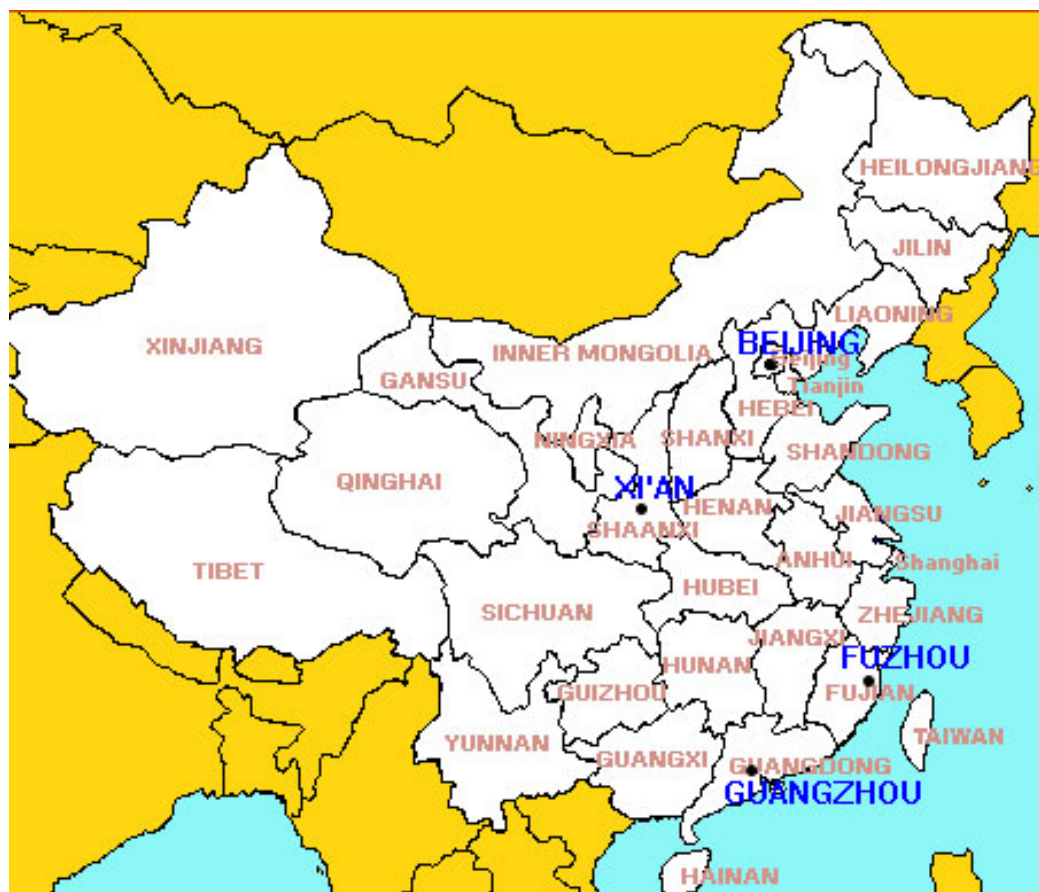 HEILONGJIANG
JILIN
LIAONING
BEIJING
XINJIANG
INNER MONGOLIA
Beijing
GANSU
Tianjin
HEBEI
NINGXIA
SHANXI
SHANDONG
QINGHAI
XI'AN
HENAN
JIANGSU
SHAANXI
ANHUI
Shanghai
TIBET
HUBEI
SICHUAN
ZHEJIANG
JIANGXI
HUNAN
FUZHOU
GUIZHOU
FUJIAN
TAIWAN
YUNNAN
GUANGXI
GUANGDONG
GUANGZHOU
HAINAN